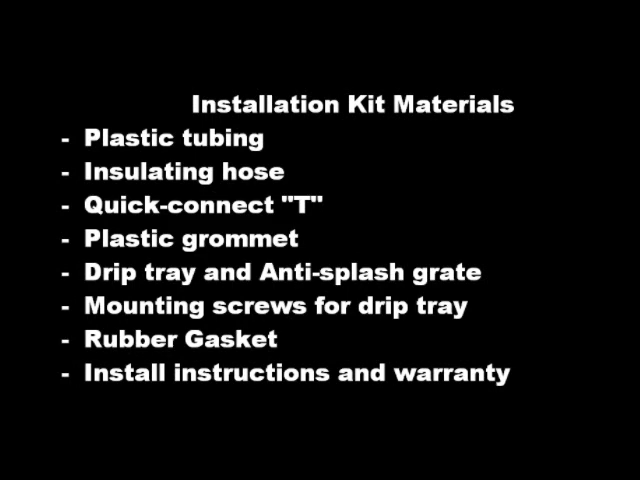 Installation Kit Materials
- Plastic tubing
- Insulating hose
- Quick-connect "T"
- Plastic grommet
- Drip tray and Anti-splash grate
- Mounting screws for drip tray
- Rubber Gasket
- Install instructions and warranty